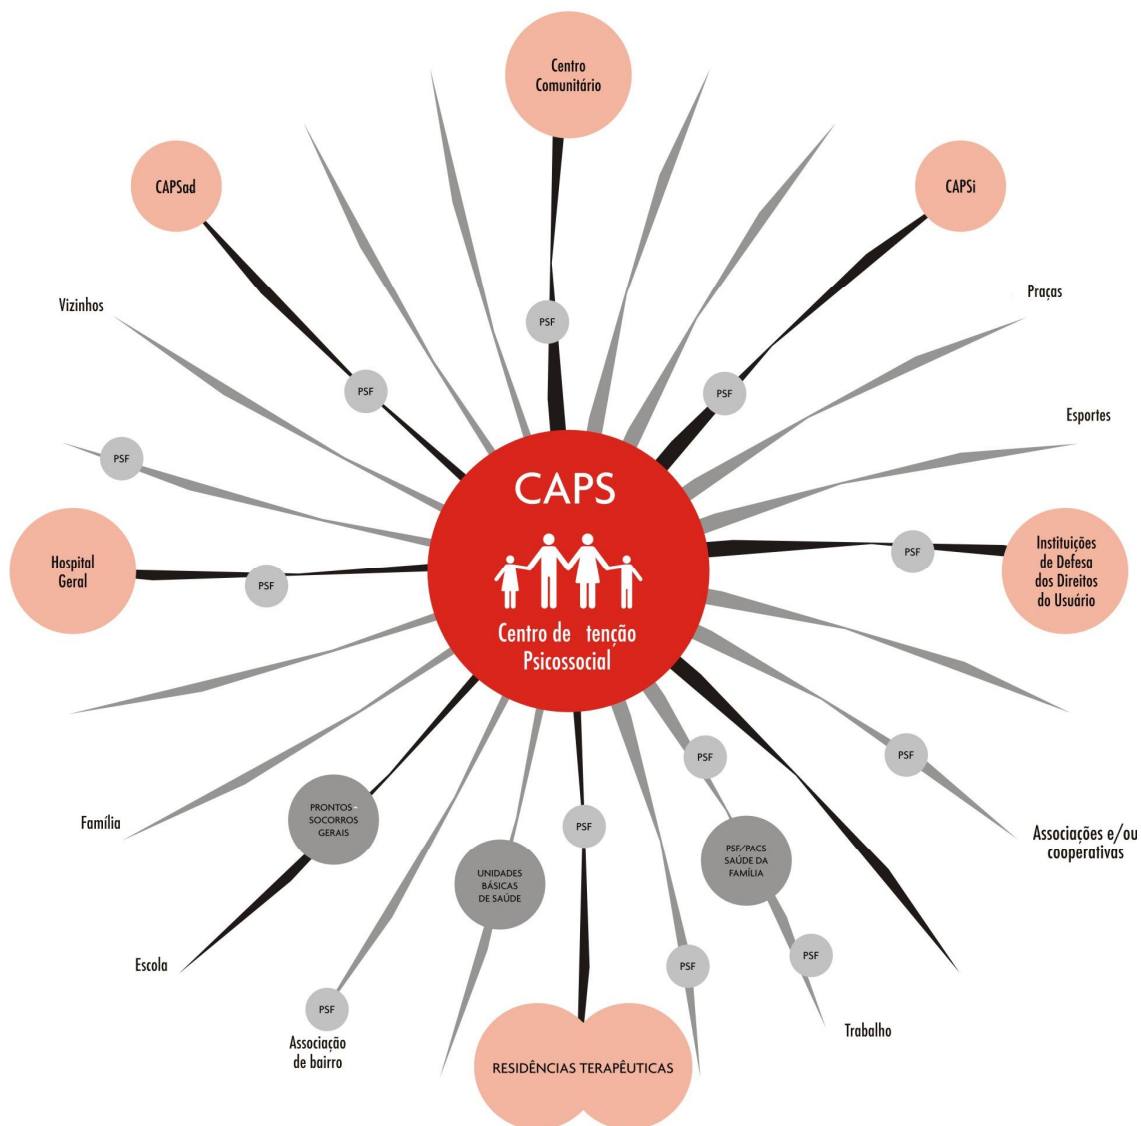 Centro
Comunitário
CAPSad
CAPSi
Vizinhos
Praças
PSF
PSF
PSF
Esportes
PSF
CAPS
Hospital
Geral
PSF
PSF
Instituições
de Defesa
dos Direitos
do Usuário
Centro de tenção
Psicossocial
PSF
PSF
Família
PRONTOS-
SOCORROS
GERAIS
PSF
PSF/PACS
SAÚDE DA
FAMÍLIA
Associações e/ou
cooperativas
UNIDADES
BÁSICAS
DE SAÚDE
Escola
PSF
PSF
PSF
Associação
de bairro
Trabalho
RESIDÊNCIAS TERAPÊUTICAS